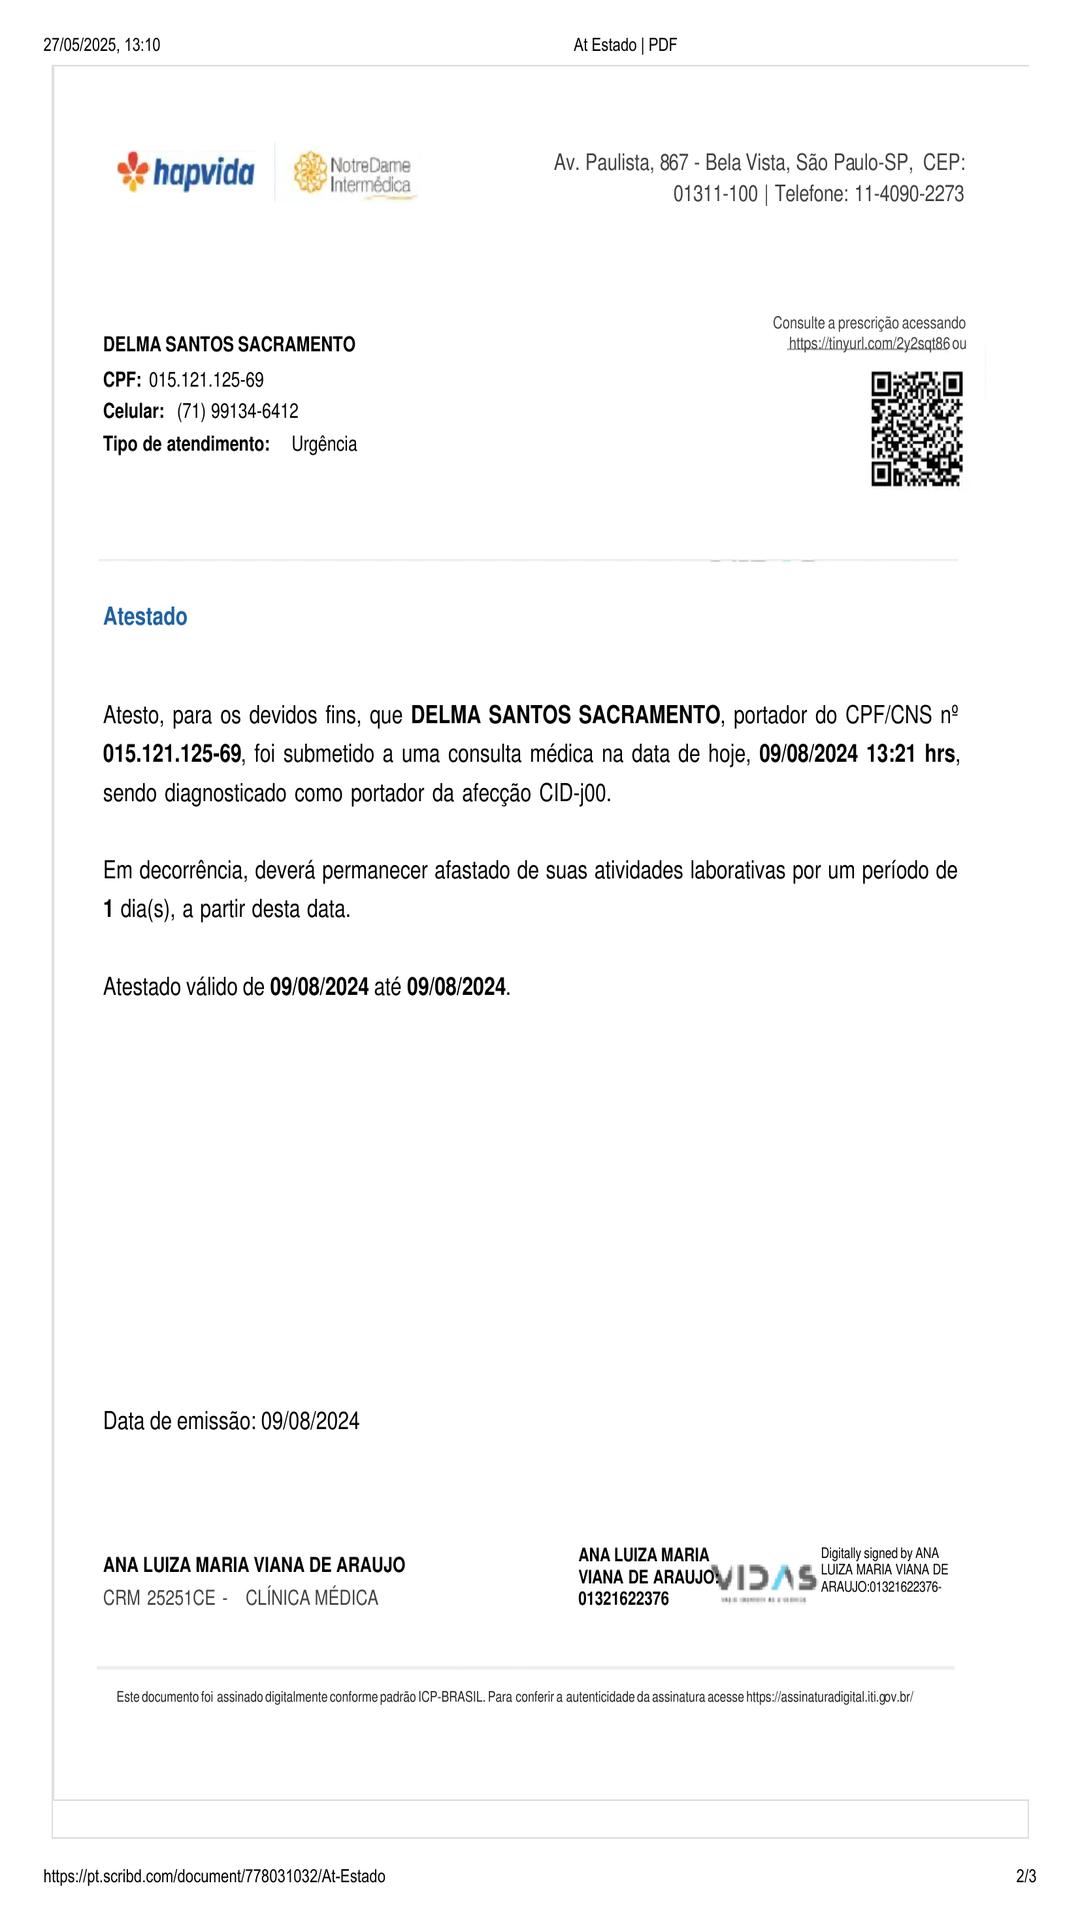 27/05/2025, 13:10
At Estado | PDF
hapvida
NotreDame
Intermédica
Av. Paulista, 867 - Bela Vista, São Paulo-SP, CEP:
01311-100 | Telefone: 11-4090-2273
Consulte a prescrição acessando
https://tinyurl.com/2y2sqt86 ou
DELMA SANTOS SACRAMENTO
CPF: 015.121.125-69
Celular: (71) 99134-6412
Tipo de atendimento: Urgência
Atestado
Atesto, para os devidos fins, que DELMA SANTOS SACRAMENTO, portador do CPF/CNS nº
015.121.125-69, foi submetido a uma consulta médica na data de hoje, 09/08/2024 13:21 hrs,
sendo diagnosticado como portador da afecção CID-j00.
Em decorrência, deverá permanecer afastado de suas atividades laborativas por um período de
1 dia(s), a partir desta data.
Atestado válido de 09/08/2024 até 09/08/2024.
Data de emissão: 09/08/2024
ANA LUIZA MARIA VIANA DE ARAUJO
CRM 25251CE - CLÍNICA MÉDICA
ANA LUIZA MARIA
VIANA DE ARAUJO:
01321622376
VIDAS
Digitally signed by ANA
LUIZA MARIA VIANA DE
ARAUJO:01321622376-
Este documento foi assinado digitalmente conforme padrão ICP-BRASIL. Para conferir a autenticidade da assinatura acesse https://assinaturadigital.iti.gov.br/
https://pt.scribd.com/document/778031032/At-Estado
2/3